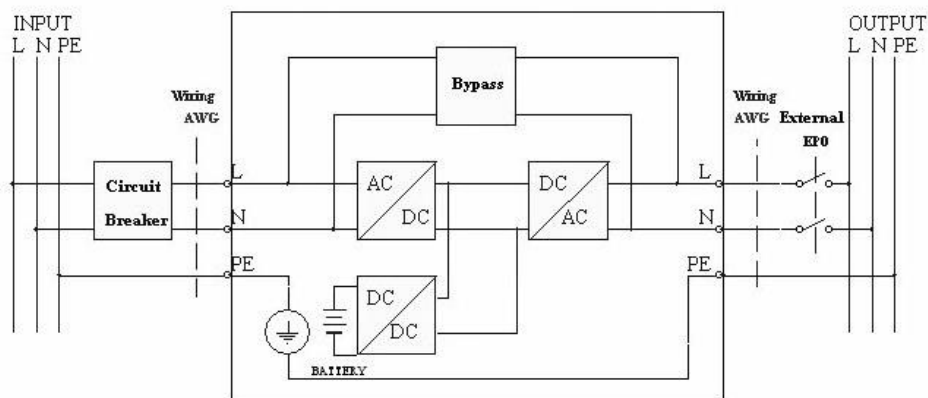 INPUT
L N PE
OUTPUT
L N PE
Bypass
Wiring
AWG
Wiring
AWG
External
EPO
Circuit
Breaker
L
AC
DC
DC
AC
L
N
N
PE
PE
DC
DC
BATTERY